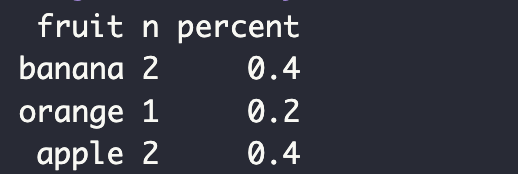 fruit n percent
banana 2 0.4
orange 1 0.2
apple 2 0.4